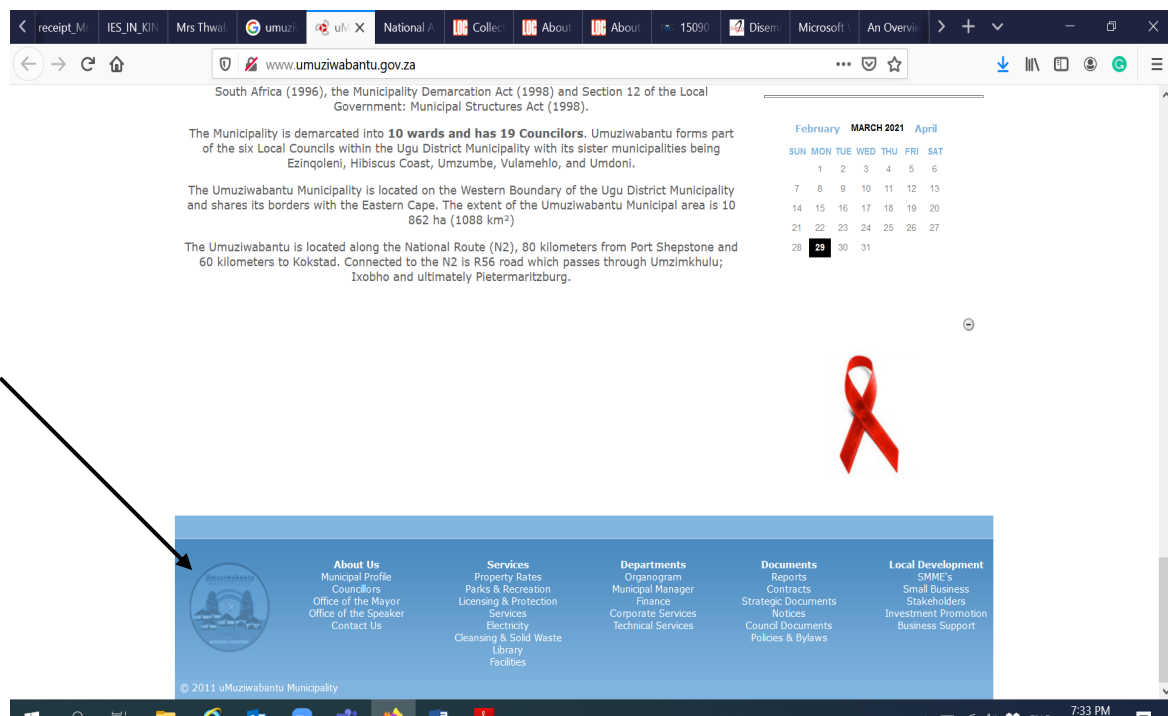 receipt_Mr IES_IN_KIN Mrs Thwal umuzi uM National A Collec About About 15090 Disem Microsoft An Overvie
www.umuziwabantu.gov.za
South Africa (1996), the Municipality Demarcation Act (1998) and Section 12 of the Local
Government: Municipal Structures Act (1998).
The Municipality is demarcated into 10 wards and has 19 Councilors. Umuziwabantu forms part
of the six Local Councils within the Ugu District Municipality with its sister municipalities being
Ezinqoleni, Hibiscus Coast, Umzumbe, Vulamehlo, and Umdoni.
The Umuziwabantu Municipality is located on the Western Boundary of the Ugu District Municipality
and shares its borders with the Eastern Cape. The extent of the Umuziwabantu Municipal area is 10
862 ha (1088 km²)
The Umuziwabantu is located along the National Route (N2), 80 kilometers from Port Shepstone and
60 kilometers to Kokstad. Connected to the N2 is R56 road which passes through Umzimkhulu;
Ixobho and ultimately Pietermaritzburg.
February MARCH 2021 April
SUN MON TUE WED THU FRI SAT
1 2 3 4 5 6
7 8 9 10 11 12 13
14 15 16 17 18 19 20
21 22 23 24 25 26 27
28 29 30 31
Umuziwabantu
About Us
Municipal Profile
Councillors
Office of the Mayor
Office of the Speaker
Contact Us
Services
Property Rates
Parks & Recreation
Licensing & Protection
Services
Electricity
Cleansing & Solid Waste
Library
Facilities
Departments
Organogram
Municipal Manager
Finance
Corporate Services
Technical Services
Documents
Reports
Contracts
Strategic Documents
Notices
Council Documents
Policies & Bylaws
Local Development
SMME's
Small Business
Stakeholders
Investment Promotion
Business Support
© 2011 uMuziwabantu Municipality
7:33 PM